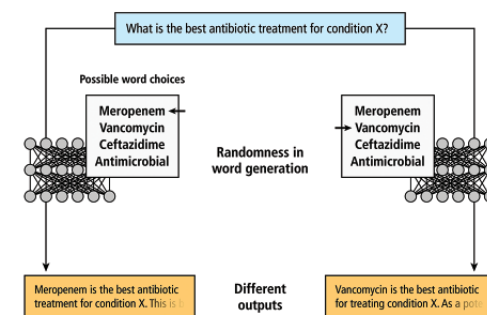 What is the best antibiotic treatment for condition X?
Possible word choices
Meropenem
Vancomycin
Ceftazidime
Antimicrobial
Meropenem
Vancomycin
Ceftazidime
Antimicrobial
Randomness in
word generation
Meropenem is the best antibiotic
treatment for condition X. This is
Different
outputs
Vancomycin is the best antibiotic
for treating condition X. As a